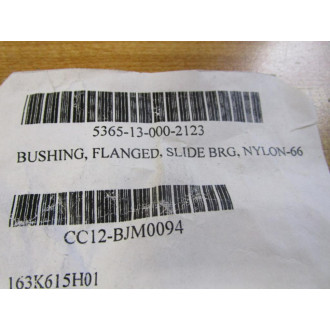 5365-13-000-2123
BUSHING, FLANGED, SLIDE BRG, NYLON-66
CC12-BJM0094
163K615H01